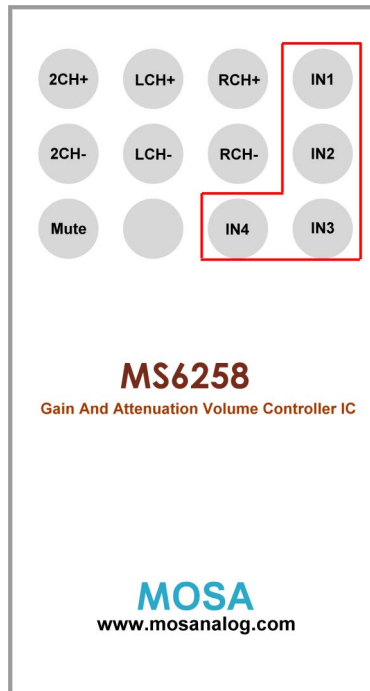 2CH+ LCH+ RCH+ IN1
2CH- LCH- RCH- IN2
Mute IN4 IN3
MS6258
Gain And Attenuation Volume Controller IC
MOSA
www.mosanalog.com